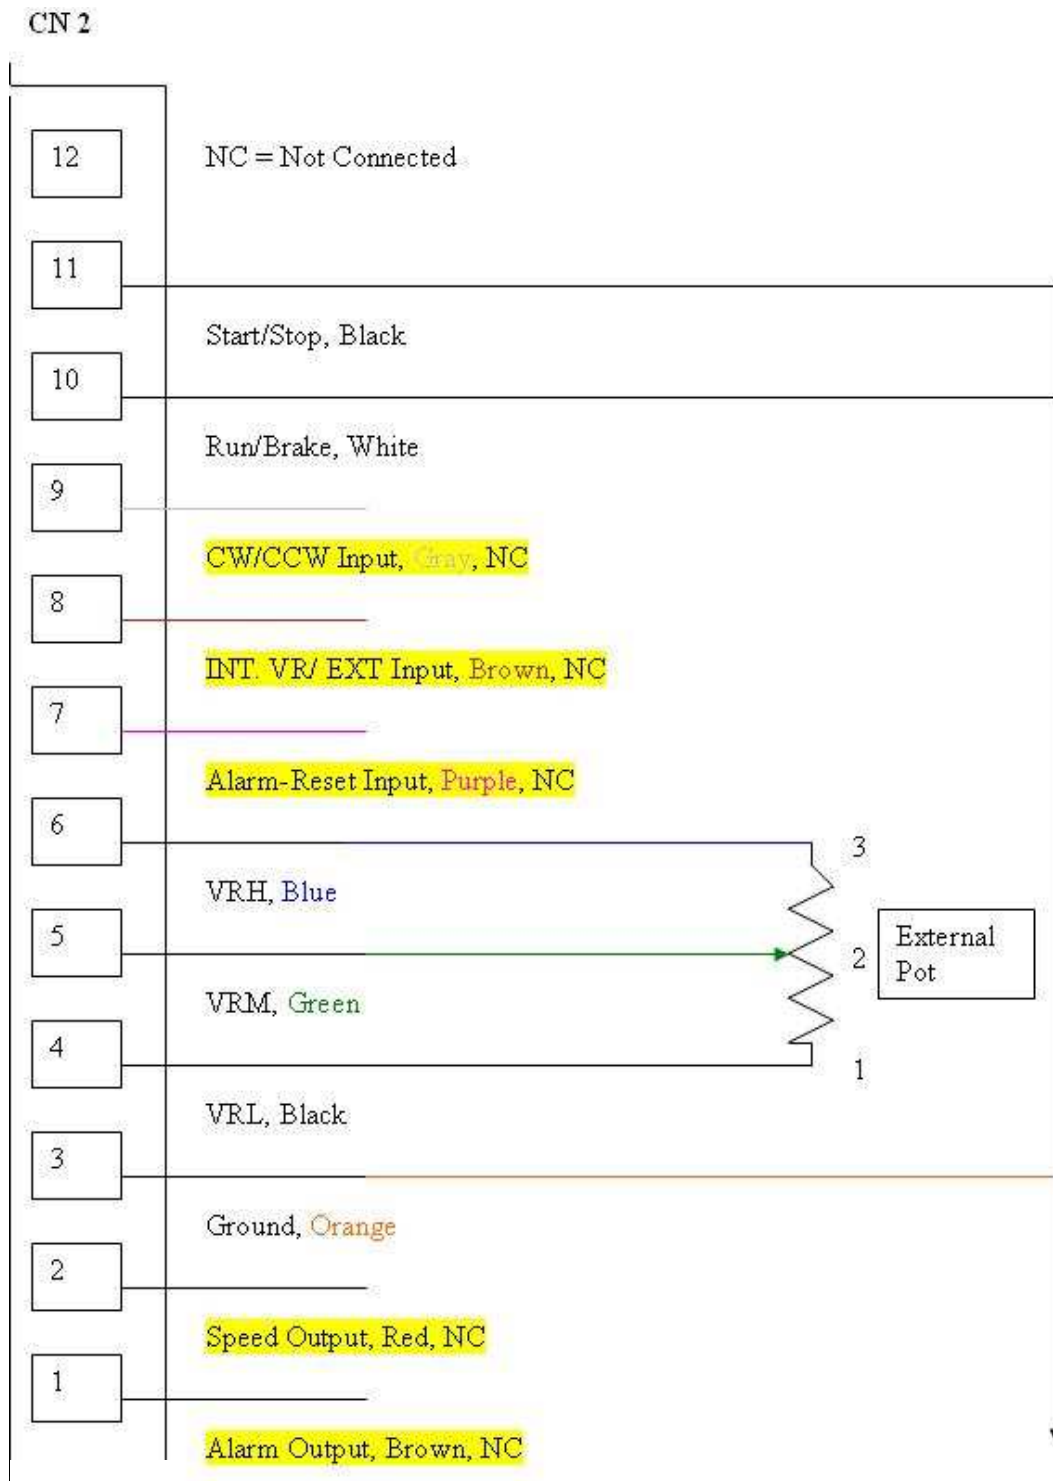 CN 2
12
NC = Not Connected
11
Start/Stop, Black
10
Run/Brake, White
9
CW/CCW Input, Gray, NC
8
INT. VR/ EXT Input, Brown, NC
7
Alarm-Reset Input, Purple, NC
6
3
VRH, Blue
5
External
2
Pot
VRM, Green
4
1
VRL, Black
3
Ground, Orange
2
Speed Output, Red, NC
1
Alarm Output, Brown, NC